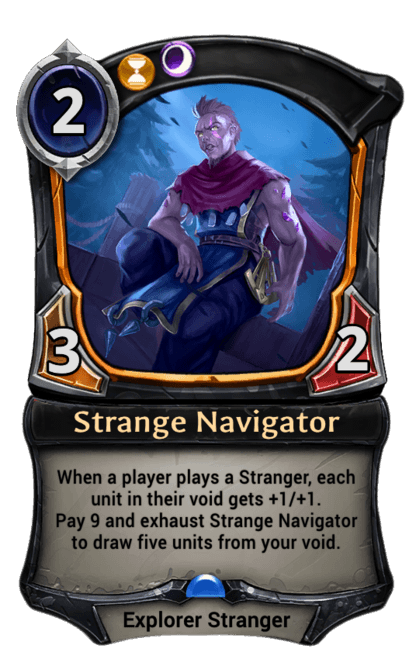 2
3
2
Strange Navigator
When a player plays a Stranger, each
unit in their void gets +1/+1.
Pay 9 and exhaust Strange Navigator
to draw five units from your void.
Explorer Stranger